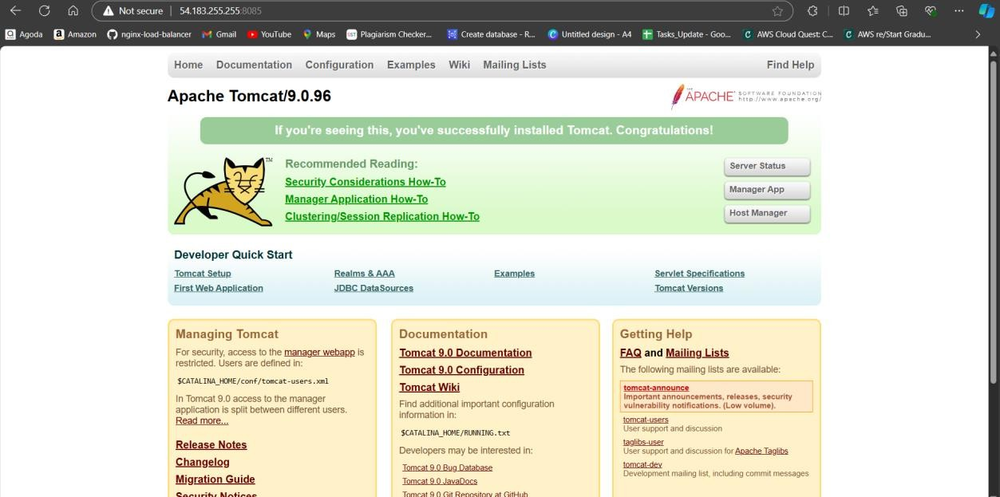 Not secure 54.183.255.255:8085
Agoda Amazon nginx-load-balancer Gmail YouTube Maps SST Plagiarism Checker... Create database - R... Untitled design - A4 Tasks_Update - Goo... AWS Cloud Quest: C... AWS re/Start Gradu...
Home Documentation Configuration Examples Wiki Mailing Lists Find Help
Apache Tomcat/9.0.96
THE APACHE SOFTWARE FOUNDATION
http://www.apache.org/
If you're seeing this, you've successfully installed Tomcat. Congratulations!
TM
Recommended Reading:
Security Considerations How-To
Manager Application How-To
Clustering/Session Replication How-To
Server Status
Manager App
Host Manager
Developer Quick Start
Tomcat Setup
First Web Application
Realms & AAA
JDBC DataSources
Examples
Servlet Specifications
Tomcat Versions
Managing Tomcat
For security, access to the manager webapp is
restricted. Users are defined in:
$CATALINA_HOME/conf/tomcat-users.xml
In Tomcat 9.0 access to the manager
application is split between different users.
Read more...
Release Notes
Changelog
Migration Guide
Security Notices
Documentation
Tomcat 9.0 Documentation
Tomcat 9.0 Configuration
Tomcat Wiki
Find additional important configuration
information in:
$CATALINA_HOME/RUNNING.txt
Developers may be interested in:
Tomcat 9.0 Bug Database
Tomcat 9.0 JavaDocs
Tomcat 9.0 Git Repository at GitHub
Getting Help
FAQ and Mailing Lists
The following mailing lists are available:
tomcat-announce
Important announcements, releases, security
vulnerability notifications. (Low volume).
tomcat-users
User support and discussion
taglibs-user
User support and discussion for Apache Taglibs
tomcat-dev
Development mailing list, including commit messages